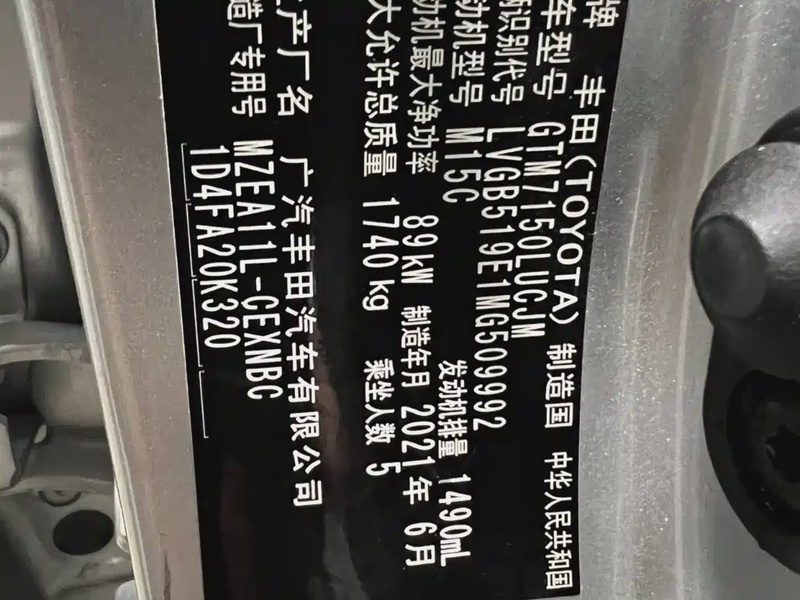 牌 丰田(TOYOTA) 制造国 中华人民共和国
车型号 GTM7150LUCJM
辆识别代号 LVGB519E1MG509992
动机型号 M15C 发动机排量 1490mL
动机最大净功率 89kW 制造年月 2021年 6月
大允许总质量 1740kg 乘坐人数 5
生产厂名 广汽丰田汽车有限公司
造厂专用号 MZEA11L-CEXNBC
1D4FA20K320